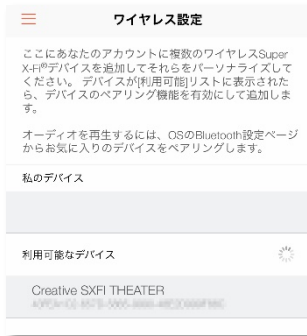 ワイヤレス設定
ここにあなたのアカウントに複数のワイヤレスSuper
X-Fi®デバイスを追加してそれらをパーソナライズして
ください。 デバイスが[利用可能]リストに表示された
ら、デバイスのペアリング機能を有効にして追加しま
す。
オーディオを再生するには、OSのBluetooth設定ページ
からお気に入りのデバイスをペアリングします。
私のデバイス
利用可能なデバイス
Creative SXFI THEATER